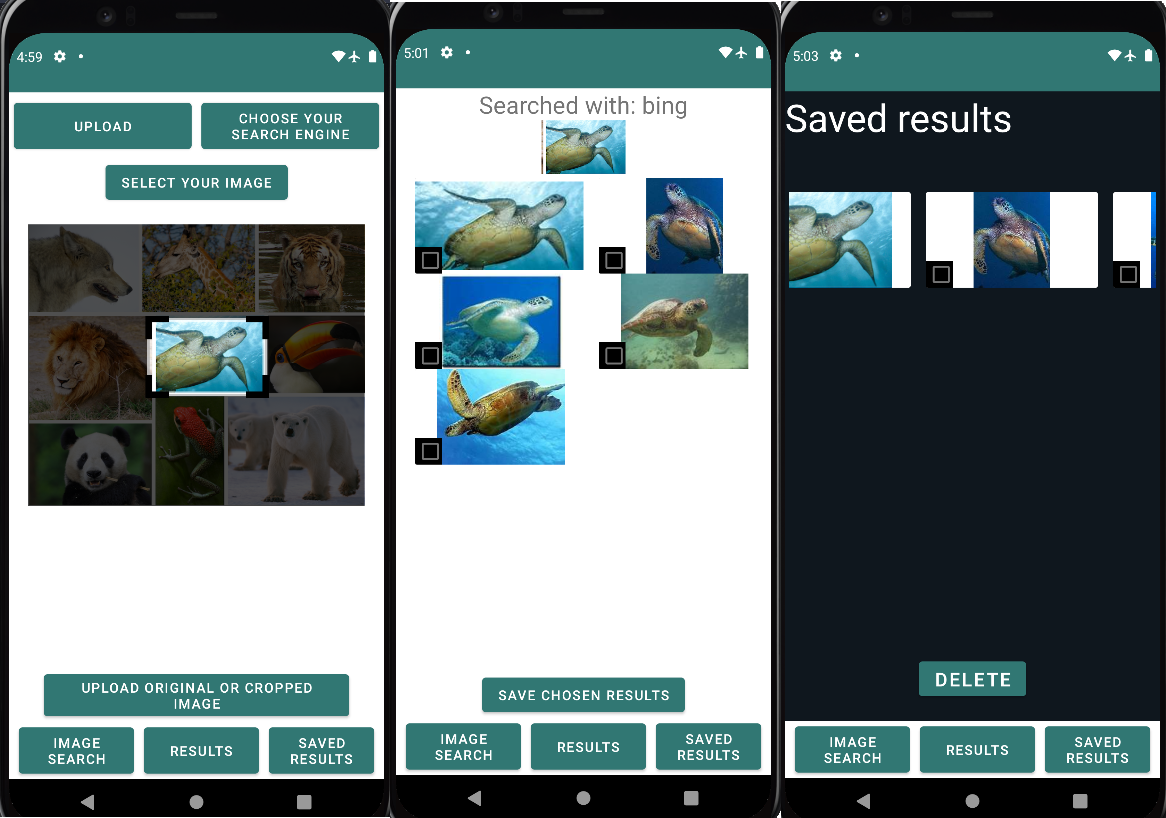 4:59
UPLOAD
CHOOSE YOUR
SEARCH ENGINE
SELECT YOUR IMAGE
UPLOAD ORIGINAL OR CROPPED
IMAGE
IMAGE
SEARCH
RESULTS
SAVED
RESULTS
5:01
Searched with: bing
SAVE CHOSEN RESULTS
IMAGE
SEARCH
RESULTS
SAVED
RESULTS
5:03
Saved results
DELETE
IMAGE
SEARCH
RESULTS
SAVED
RESULTS